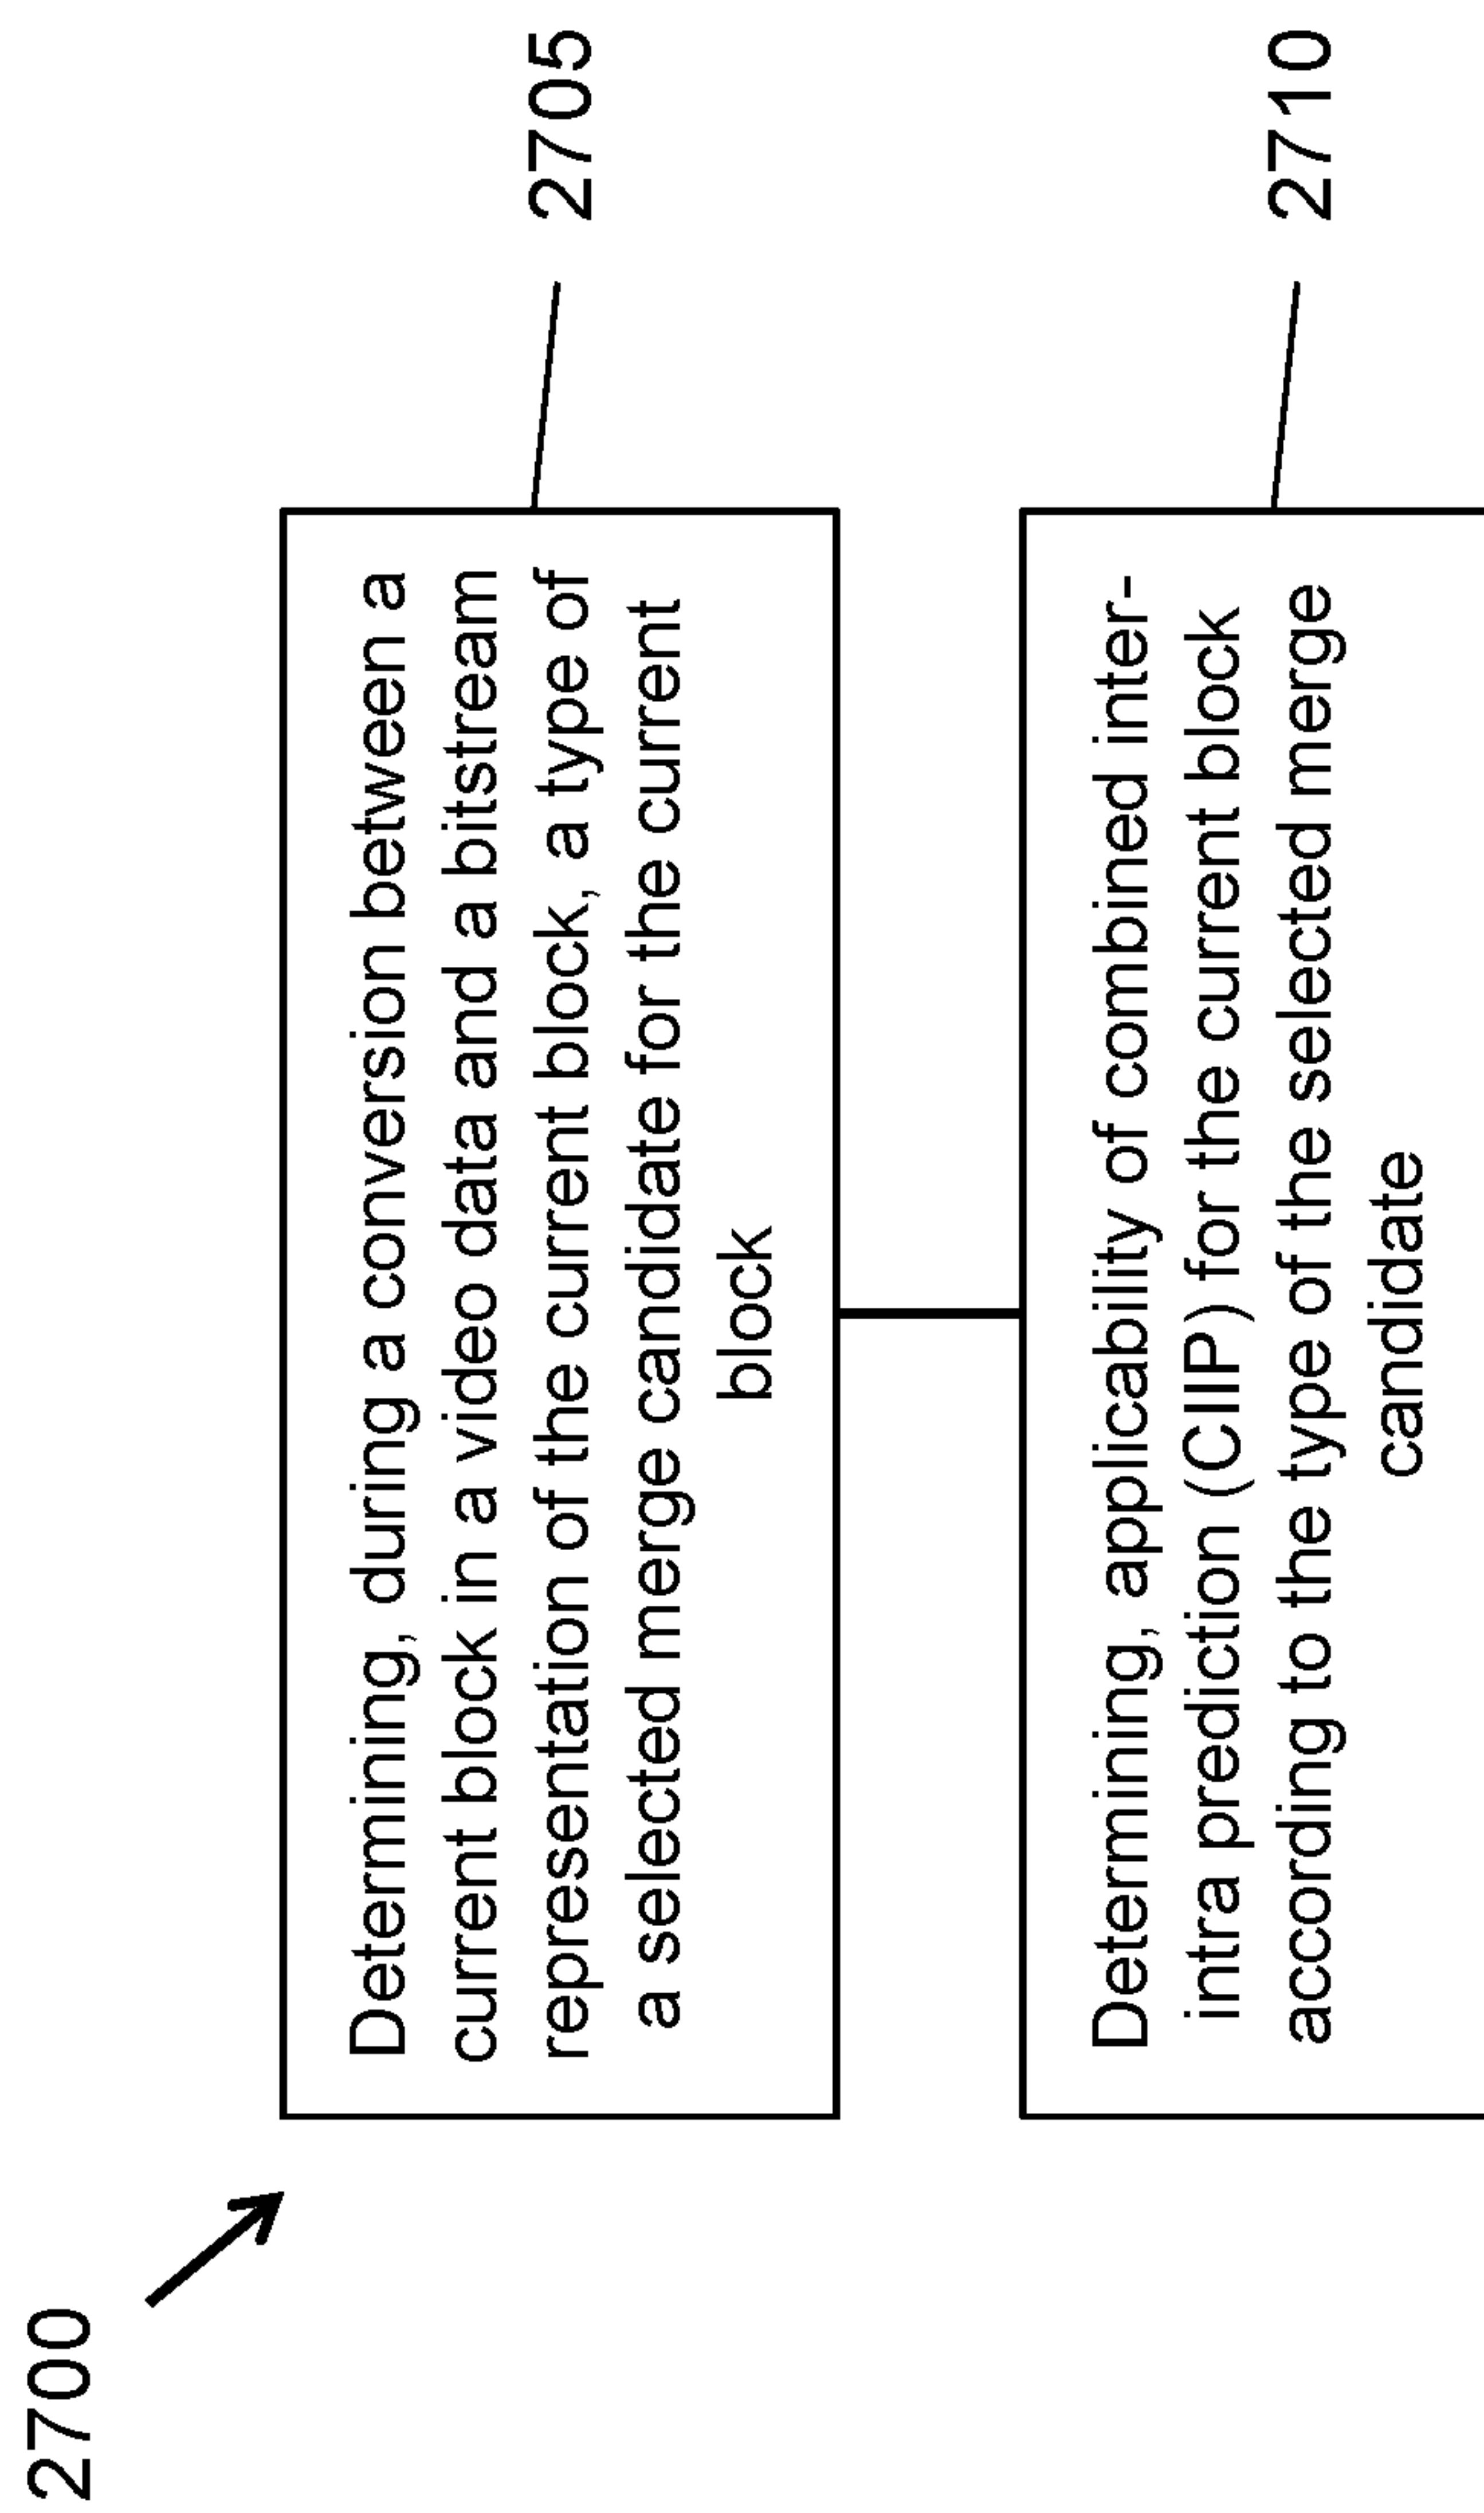 2700
Determining, during a conversion between a
current block in a video data and a bitstream
representation of the current block, a type of
a selected merge candidate for the current
block
2705
Determining, applicability of combined inter-
intra prediction (CIIP) for the current block
according to the type of the selected merge
candidate
2710